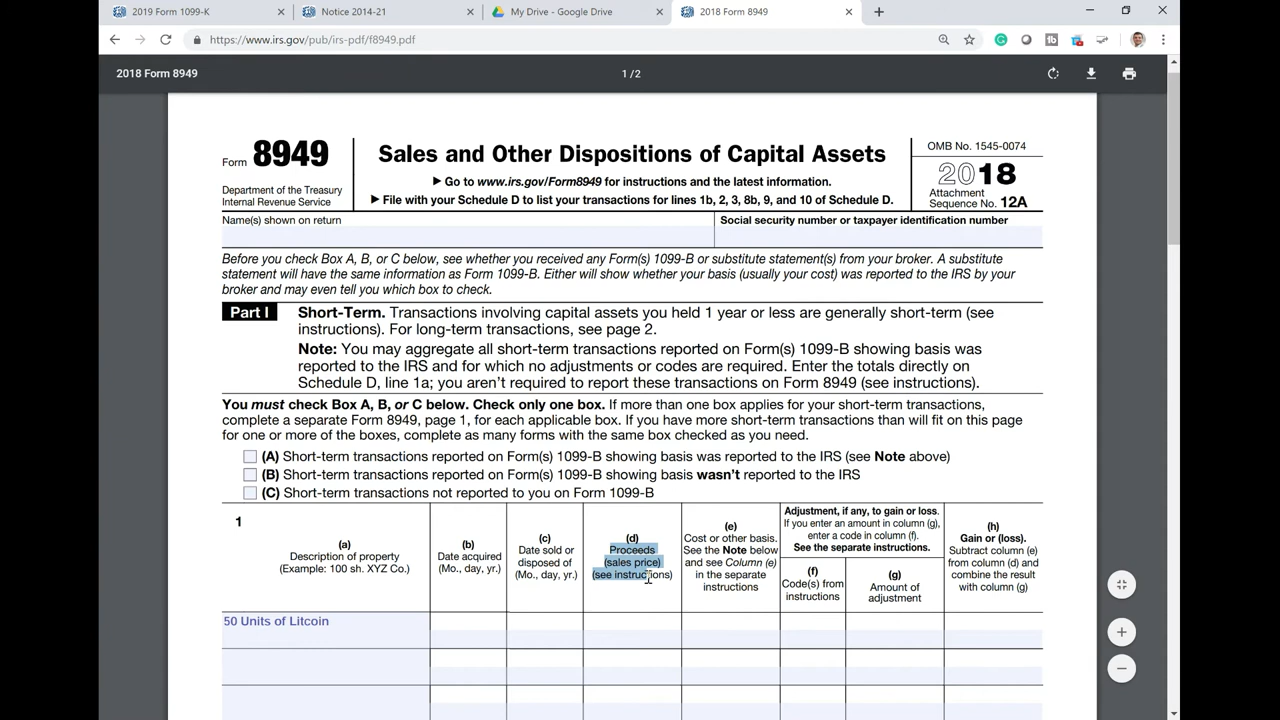 2019 Form 1099-K
Notice 2014-21
My Drive - Google Drive
2018 Form 8949
https://www.irs.gov/pub/irs-pdf/f8949.pdf
2018 Form 8949
1 / 2
Form 8949
Department of the Treasury
Internal Revenue Service
Sales and Other Dispositions of Capital Assets
▶ Go to www.irs.gov/Form8949 for instructions and the latest information.
▶ File with your Schedule D to list your transactions for lines 1b, 2, 3, 8b, 9, and 10 of Schedule D.
OMB No. 1545-0074
2018
Attachment
Sequence No. 12A
Name(s) shown on return
Social security number or taxpayer identification number
Before you check Box A, B, or C below, see whether you received any Form(s) 1099-B or substitute statement(s) from your broker. A substitute
statement will have the same information as Form 1099-B. Either will show whether your basis (usually your cost) was reported to the IRS by your
broker and may even tell you which box to check.
Part I
Short-Term. Transactions involving capital assets you held 1 year or less are generally short-term (see
instructions). For long-term transactions, see page 2.
Note: You may aggregate all short-term transactions reported on Form(s) 1099-B showing basis was
reported to the IRS and for which no adjustments or codes are required. Enter the totals directly on
Schedule D, line 1a; you aren't required to report these transactions on Form 8949 (see instructions).
You must check Box A, B, or C below. Check only one box. If more than one box applies for your short-term transactions,
complete a separate Form 8949, page 1, for each applicable box. If you have more short-term transactions than will fit on this page
for one or more of the boxes, complete as many forms with the same box checked as you need.
(A) Short-term transactions reported on Form(s) 1099-B showing basis was reported to the IRS (see Note above)
(B) Short-term transactions reported on Form(s) 1099-B showing basis wasn't reported to the IRS
(C) Short-term transactions not reported to you on Form 1099-B
1
(a)
Description of property
(Example: 100 sh. XYZ Co.)
(b)
Date acquired
(Mo., day, yr.)
(c)
Date sold or
disposed of
(Mo., day, yr.)
(d)
Proceeds
(sales price)
(see instructions)
(e)
Cost or other basis.
See the Note below
and see Column (e)
in the separate
instructions
Adjustment, if any, to gain or loss.
If you enter an amount in column (g),
enter a code in column (f).
See the separate instructions.
(f)
Code(s) from
instructions
(g)
Amount of
adjustment
(h)
Gain or (loss).
Subtract column (e)
from column (d) and
combine the result
with column (g)
50 Units of Litcoin